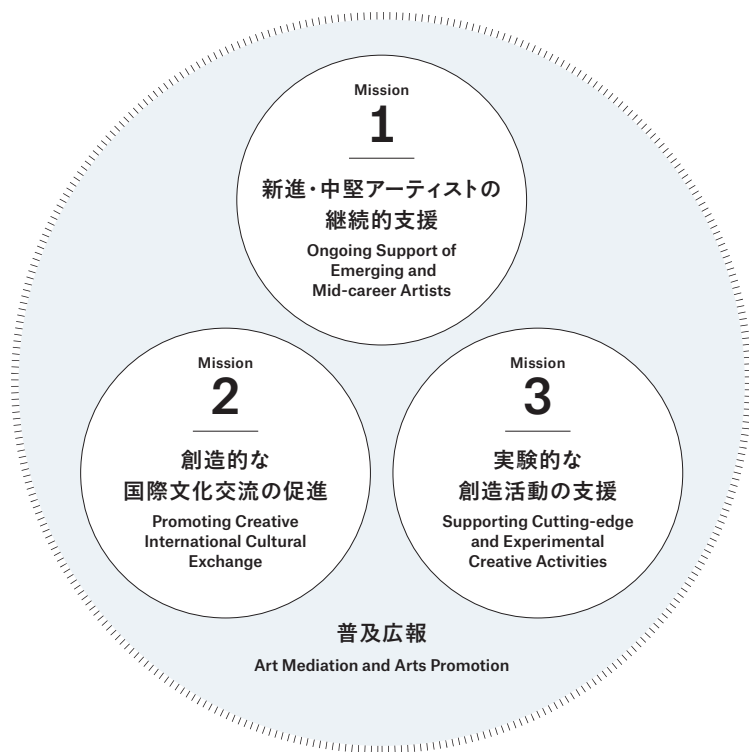 Mission
1
新進・中堅アーティストの
継続的支援
Ongoing Support of
Emerging and
Mid-career Artists
Mission
2
創造的な
国際文化交流の促進
Promoting Creative
International Cultural
Exchange
Mission
3
実験的な
創造活動の支援
Supporting Cutting-edge
and Experimental
Creative Activities
普及広報
Art Mediation and Arts Promotion